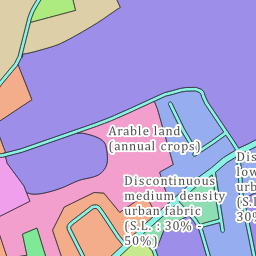 Arable land
(annual crops)
Discontinuous
medium density
urban fabric
(S.L. : 30% -
50%)
Dis
low
urb
(S.L
30%